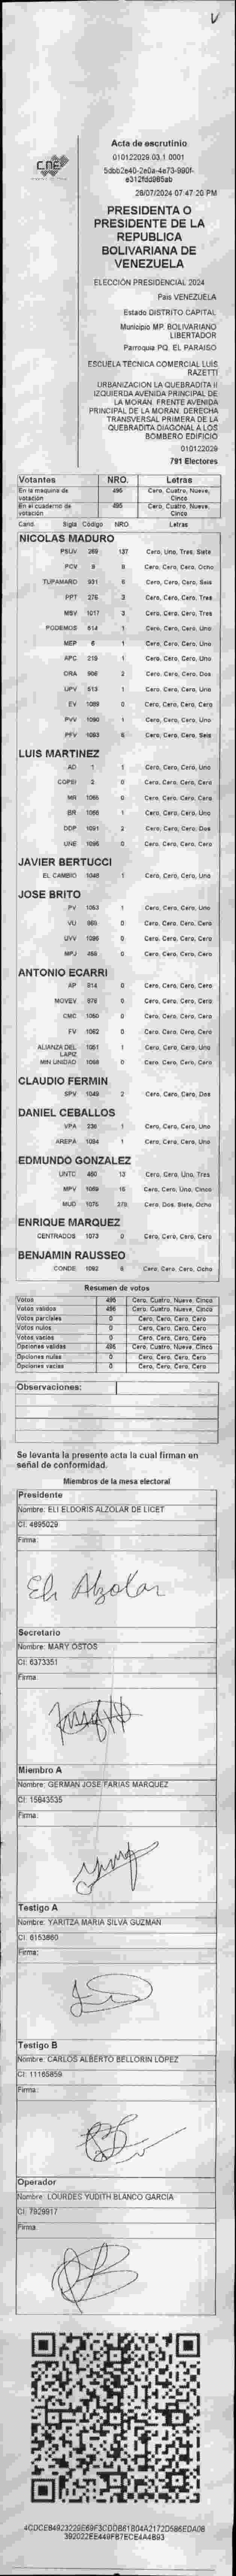 V
CNE
Acta de escrutinio
010122029.03.1.0001
28/07/2024 07:47:20 PM
PRESIDENTA O
PRESIDENTE DE LA
REPUBLICA
BOLIVARIANA DE
VENEZUELA
ELECCIÓN PRESIDENCIAL 2024
Pais VENEZUELA
Estado DISTRITO CAPITAL
Municipio MP. BOLIVARIANO
LIBERTADOR
Parroquia PQ. EL PARAISO
ESCUELA TECNICA COMERCIAL LUIS
RAZETTI
URBANIZACION LA QUEBRADITA II
IZQUIERDA AVENIDA PRINCIPAL DE
LA MORAN. FRENTE AVENIDA
PRINCIPAL DE LA MORAN. DERECHA
TRANSVERSAL PRIMERA DE LA
QUEBRADITA DIAGONAL A LOS
BOMBERO EDIFICIO
010122029
791 Electores
Votantes NRO. Letras
En la maquina de votación 495 Cero, Cuatro, Nueve, Cinco
En el cuaderno de votación 495 Cero, Cuatro, Nueve, Cinco
Cand Sigla Código NRO Letras
NICOLAS MADURO
PSUV 269 137 Cero, Uno, Tres, Siete
PCV 8 Cero, Cero, Cero, Ocho
TUPAMARO 931 6 Cero, Cero, Cero, Seis
PPT 275 3 Cero, Cero, Cero, Tres
MSV 1017 3 Cero, Cero, Cero, Tres
PODEMOS 514 1 Cero, Cero, Cero, Uno
MEP 6 1 Cero, Cero, Cero, Uno
APC 215 1 Cero, Cero, Cero, Uno
ORA 906 2 Cero, Cero, Cero, Dos
UPV 513 1 Cero, Cero, Cero, Uno
EV 1089 0 Cero, Cero, Cero, Cero
PVV 1090 1 Cero, Cero, Cero, Uno
PFV 1093 6 Cero, Cero, Cero, Seis
LUIS MARTINEZ
AD 1 1 Cero, Cero, Cero, Uno
COPEI 2 0 Cero, Cero, Cero, Cero
MR 1065 0 Cero, Cero, Cero, Cero
BR 1066 1 Cero, Cero, Cero, Uno
DDP 1091 2 Cero, Cero, Cero, Dos
UNE 1095 0 Cero, Cero, Cero, Cero
JAVIER BERTUCCI
EL CAMBIO 1048 1 Cero, Cero, Cero, Uno
JOSE BRITO
PV 1053 1 Cero, Cero, Cero, Uno
VU 0 Cero, Cero, Cero, Cero
UVV 1096 0 Cero, Cero, Cero, Cero
MPJ 458 0 Cero, Cero, Cero, Cero
ANTONIO ECARRI
AP 914 0 Cero, Cero, Cero, Cero
MOVEV 676 0 Cero, Cero, Cero, Cero
CMC 1050 0 Cero, Cero, Cero, Cero
FV 1062 0 Cero, Cero, Cero, Cero
ALIANZA DEL LAPIZ 1051 1 Cero, Cero, Cero, Uno
MIN UNIDAD 1068 0 Cero, Cero, Cero, Cero
CLAUDIO FERMIN
SPV 1049 2 Cero, Cero, Cero, Dos
DANIEL CEBALLOS
VPA 236 1 Cero, Cero, Cero, Uno
AREPA 1094 1 Cero, Cero, Cero, Uno
EDMUNDO GONZALEZ
UNTC 460 13 Cero, Cero, Uno, Tres
MPV 1069 15 Cero, Cero, Uno, Cinco
MUD 1075 278 Cero, Dos, Siete, Ocho
ENRIQUE MARQUEZ
CENTRADOS 1073 0 Cero, Cero, Cero, Cero
BENJAMIN RAUSSEO
CONDE 1092 8 Cero, Cero, Cero, Ocho
Resumen de votos
Votos 495 Cero, Cuatro, Nueve, Cinco
Votos validos 495 Cero, Cuatro, Nueve, Cinco
Votos parciales 0 Cero, Cero, Cero, Cero
Votos nulos 0 Cero, Cero, Cero, Cero
Votos vacios 0 Cero, Cero, Cero, Cero
Opciones validas 495 Cero, Cuatro, Nueve, Cinco
Opciones nulas 0 Cero, Cero, Cero, Cero
Opciones vacias 0 Cero, Cero, Cero, Cero
Observaciones:
Se levanta la presente acta la cual firman en
señal de conformidad.
Miembros de la mesa electoral
Presidente
Nombre: ELI ELDORIS ALZOLAR DE LICET
CI: 4895029
Firma:
Eli Alzolar
Secretario
Nombre: MARY OSTOS
CI: 6373351
Firma:
Miembro A
Nombre: GERMAN JOSE FARIAS MARQUEZ
CI: 15843535
Firma:
Testigo A
Nombre: YARITZA MARIA SILVA GUZMAN
CI: 6163860
Firma:
Testigo B
Nombre: CARLOS ALBERTO BELLORIN LOPEZ
CI: 11165859
Firma:
Operador
Nombre: LOURDES YUDITH BLANCO GARCIA
CI: 7929917
Firma: